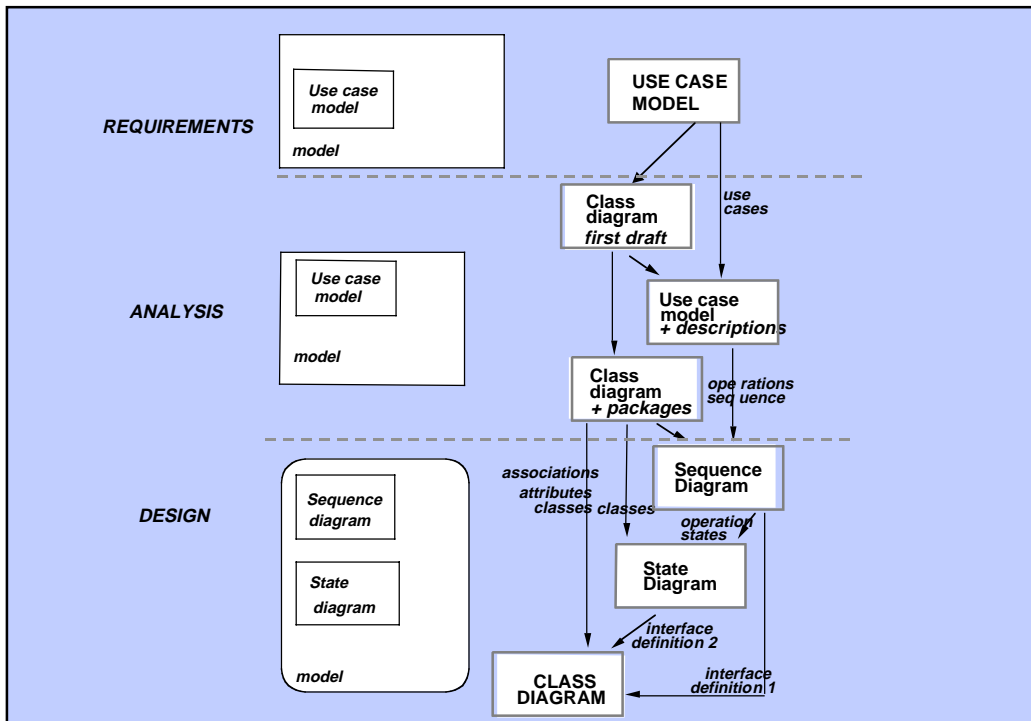 REQUIREMENTS
Use case
model
model
USE CASE
MODEL
use
cases
Class
diagram
first draft
ANALYSIS
Use case
model
model
Use case
model
+ descriptions
Class
diagram
+ packages
ope rations
seq uence
DESIGN
Sequence
diagram
State
diagram
model
associations
attributes
classes
classes
Sequence
Diagram
operation
states
State
Diagram
interface
definition 2
CLASS
DIAGRAM
interface
definition 1